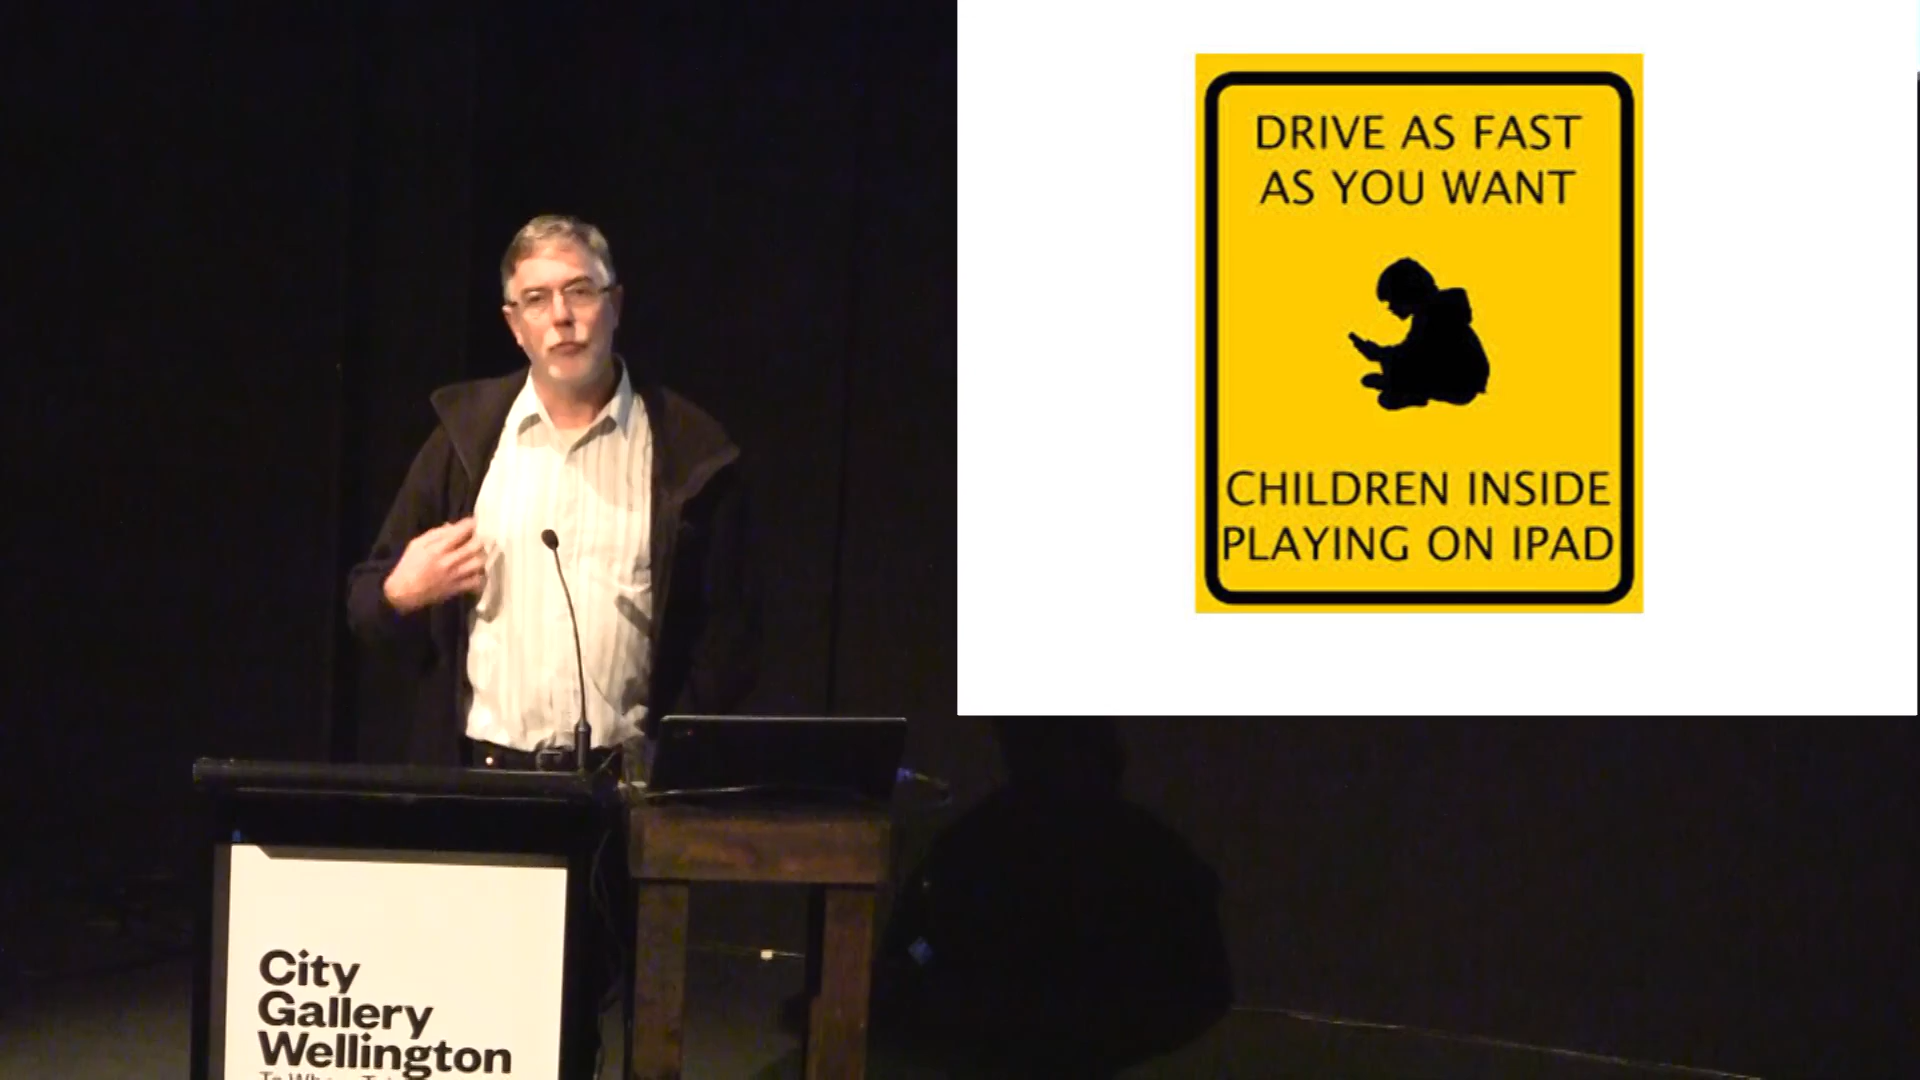 DRIVE AS FAST
AS YOU WANT
CHILDREN INSIDE
PLAYING ON IPAD
City
Gallery
Wellington